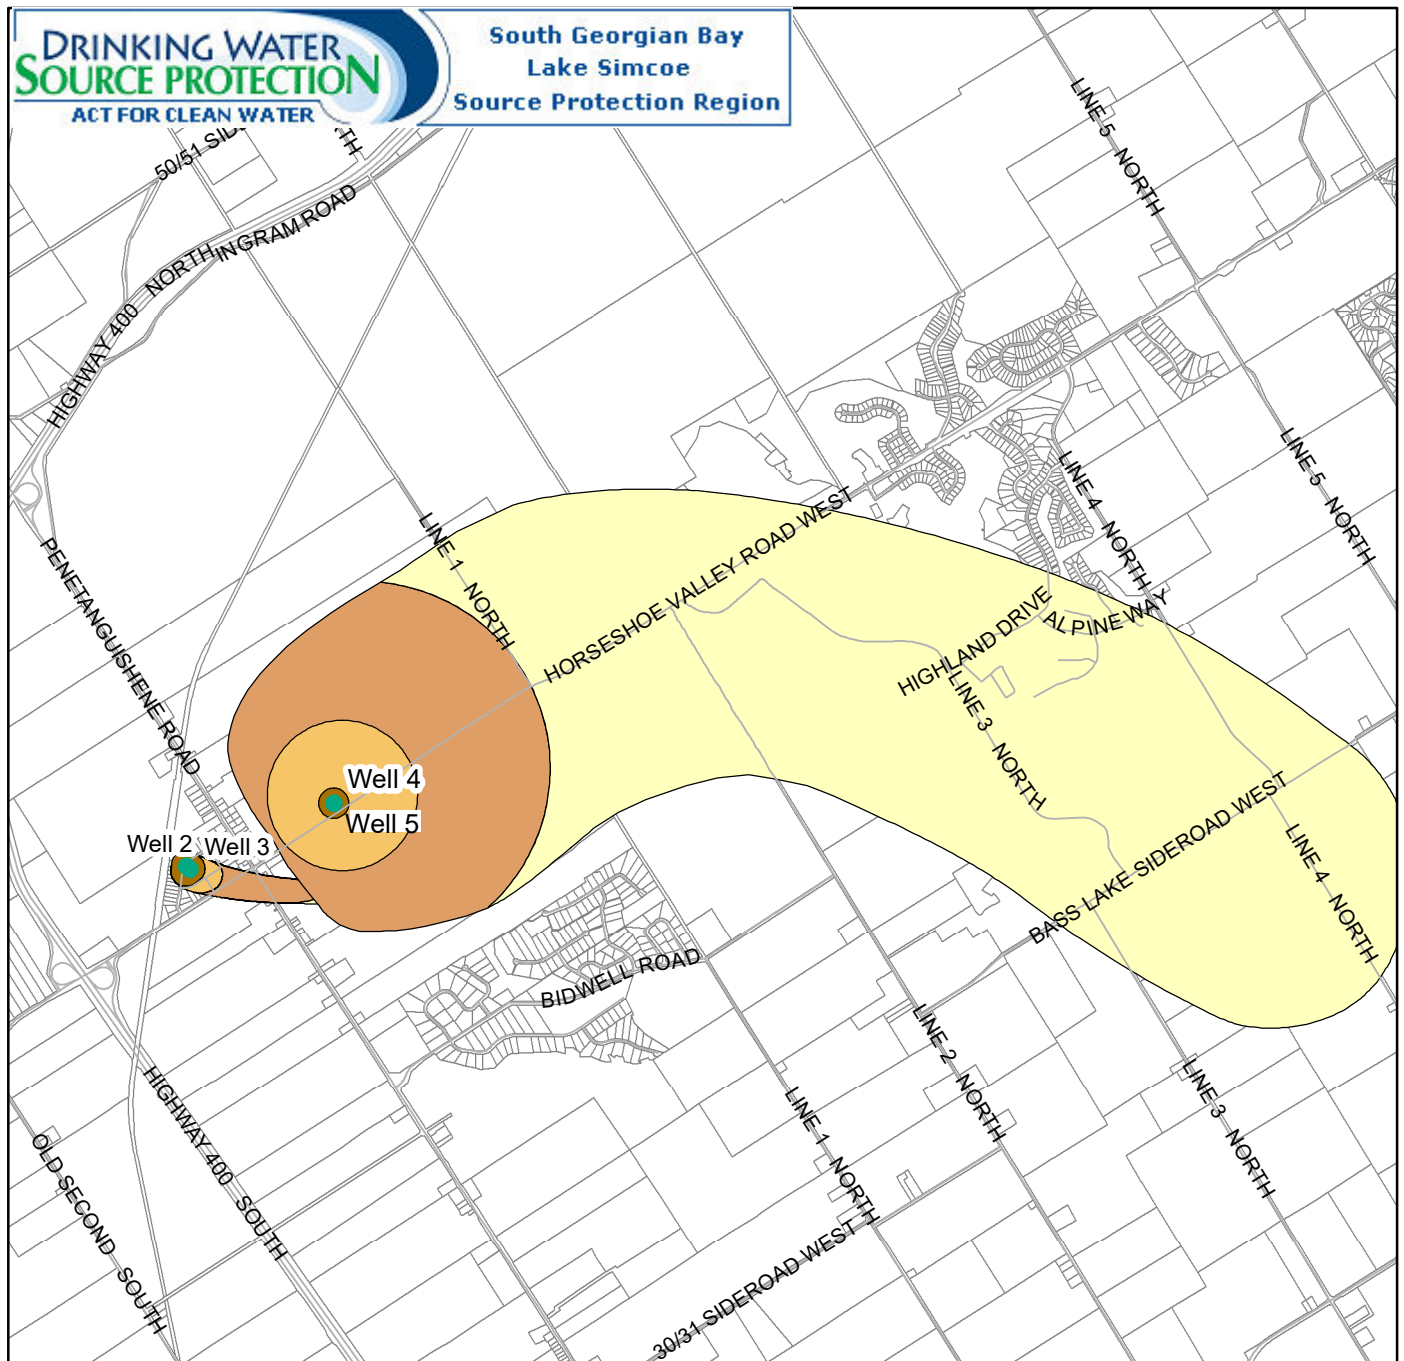 DRINKING WATER
SOURCE PROTECTION
ACT FOR CLEAN WATER
South Georgian Bay
Lake Simcoe
Source Protection Region
50/51
HIGHWAY 400 NORTH
INGRAM ROAD
LINE 5 NORTH
LINE 5 NORTH
PENETANGUISHENE ROAD
LINE 1 NORTH
HORSESHOE VALLEY ROAD WEST
LINE 4 NORTH
HIGHLAND DRIVE
ALPINE WAY
LINE 3 NORTH
Well 4
Well 5
Well 2
Well 3
BASS LAKE SIDEROAD WEST
LINE 4 NORTH
BIDWELL ROAD
LINE 2 NORTH
LINE 1 NORTH
LINE 3 NORTH
HIGHWAY 400 SOUTH
OLD SECOND SOUTH
30/31 SIDEROAD WEST